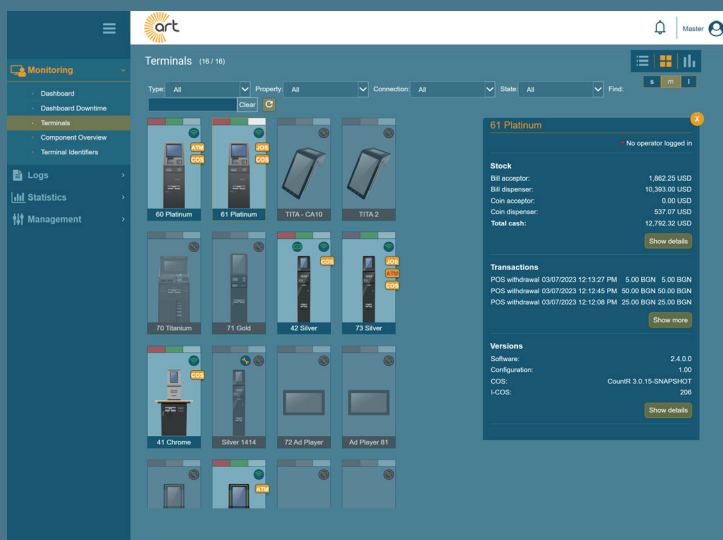 art
Master
Terminals (16 / 16)
s m l
Type: All Property: All Connection: All State: All Find:
Clear
Monitoring
Dashboard
Dashboard Downtime
Terminals
Component Overview
Terminal Identifiers
Logs
Statistics
Management
ATM
COS
60 Platinum
JOS
COS
61 Platinum
TITA - CA10
TITA 2
70 Titanium
71 Gold
COS
42 Silver
JOS
ATM
COS
73 Silver
COS
41 Chrome
Silver 1414
72 Ad Player
Ad Player 81
ATM
61 Platinum
X
* No operator logged in
Stock
Bill acceptor: 1,862.25 USD
Bill dispenser: 10,393.00 USD
Coin acceptor: 0.00 USD
Coin dispenser: 537.07 USD
Total cash: 12,792.32 USD
Show details
Transactions
POS withdrawal 03/07/2023 12:13:27 PM 5.00 BGN 5.00 BGN
POS withdrawal 03/07/2023 12:12:45 PM 50.00 BGN 50.00 BGN
POS withdrawal 03/07/2023 12:12:08 PM 25.00 BGN 25.00 BGN
Show more
Versions
Software: 2.4.0.0
Configuration: 1.00
COS: CountR 3.0.15-SNAPSHOT
I-COS: 206
Show details